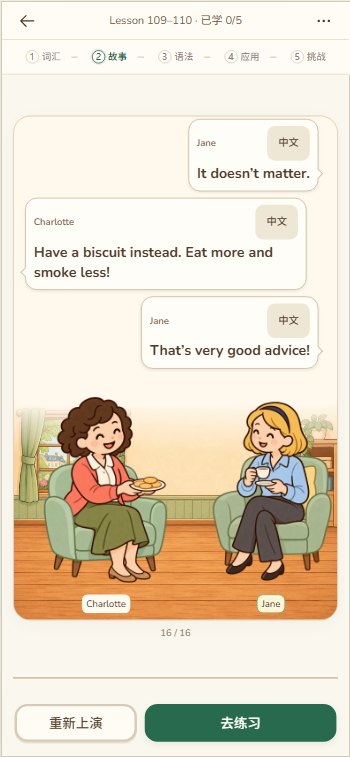 Lesson 109–110 · 已学 0/5
1 词汇 – 2 故事 – 3 语法 – 4 应用 – 5 挑战
Jane 中文
It doesn’t matter.
Charlotte 中文
Have a biscuit instead. Eat more and
smoke less!
Jane 中文
That’s very good advice!
Charlotte Jane
16 / 16
重新上演 去练习